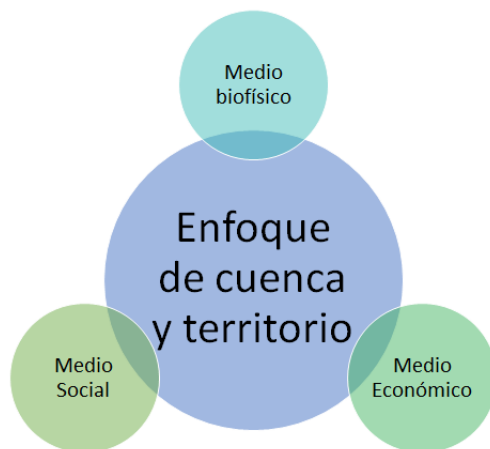 Medio
biofísico
Enfoque
de cuenca
y territorio
Medio
Social
Medio
Económico